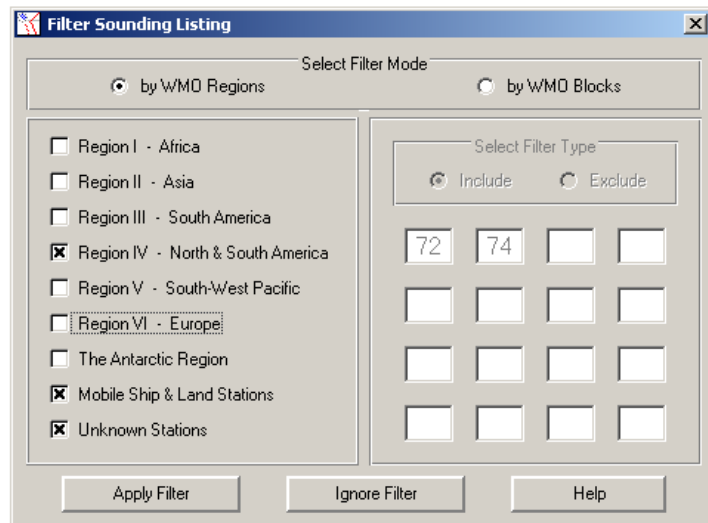 Filter Sounding Listing
Select Filter Mode
by WMO Regions by WMO Blocks
Region I - Africa
Region II - Asia
Region III - South America
Region IV - North & South America
Region V - South-West Pacific
Region VI - Europe
The Antarctic Region
Mobile Ship & Land Stations
Unknown Stations
Select Filter Type
Include Exclude
72 74
Apply Filter Ignore Filter Help